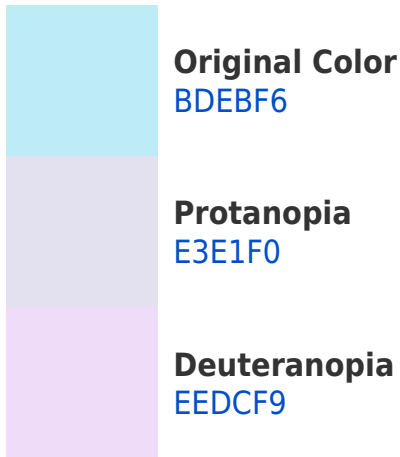 Original Color
BDEBF6
Protanopia
E3E1F0
Deuteranopia
EEDCF9